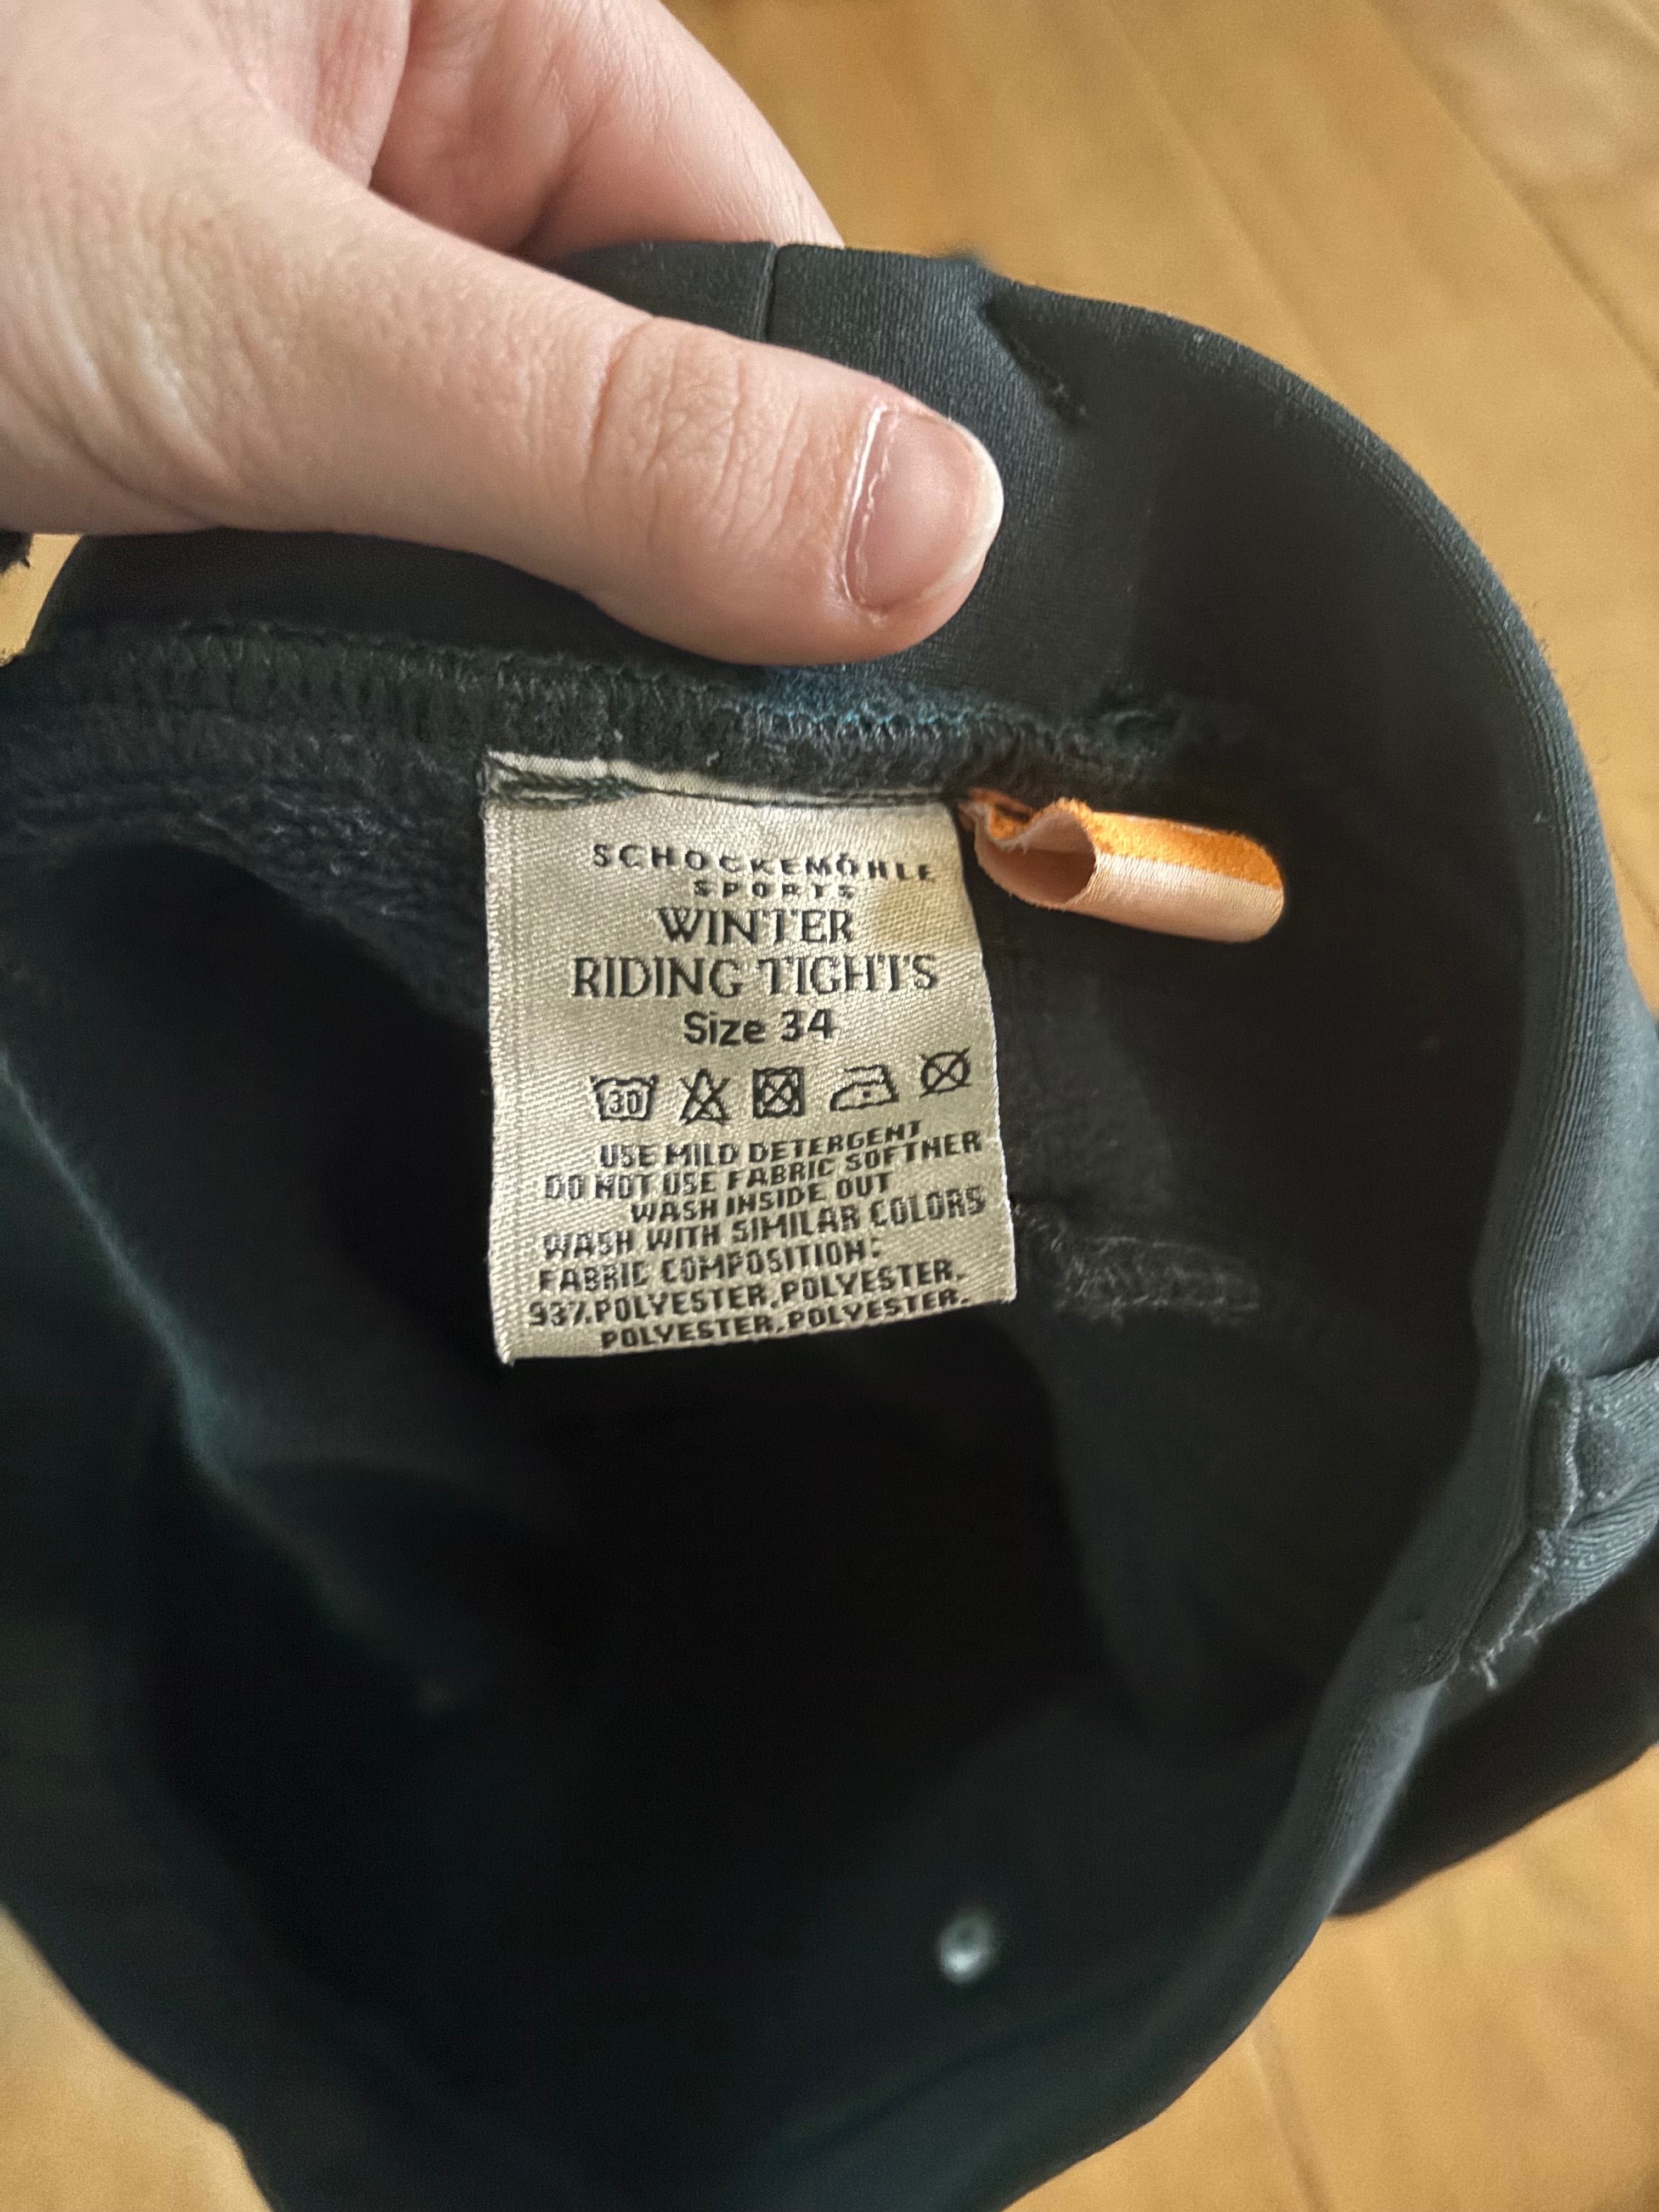 SCHOCKEMÖHLE
SPORTS
WINTER
RIDING TIGHTS
Size 34
30
USE MILD DETERGENT
DO NOT USE FABRIC SOFTNER
WASH INSIDE OUT
WASH WITH SIMILAR COLORS
FABRIC COMPOSITION:
93%POLYESTER,POLYESTER.
POLYESTER.POLYESTER.